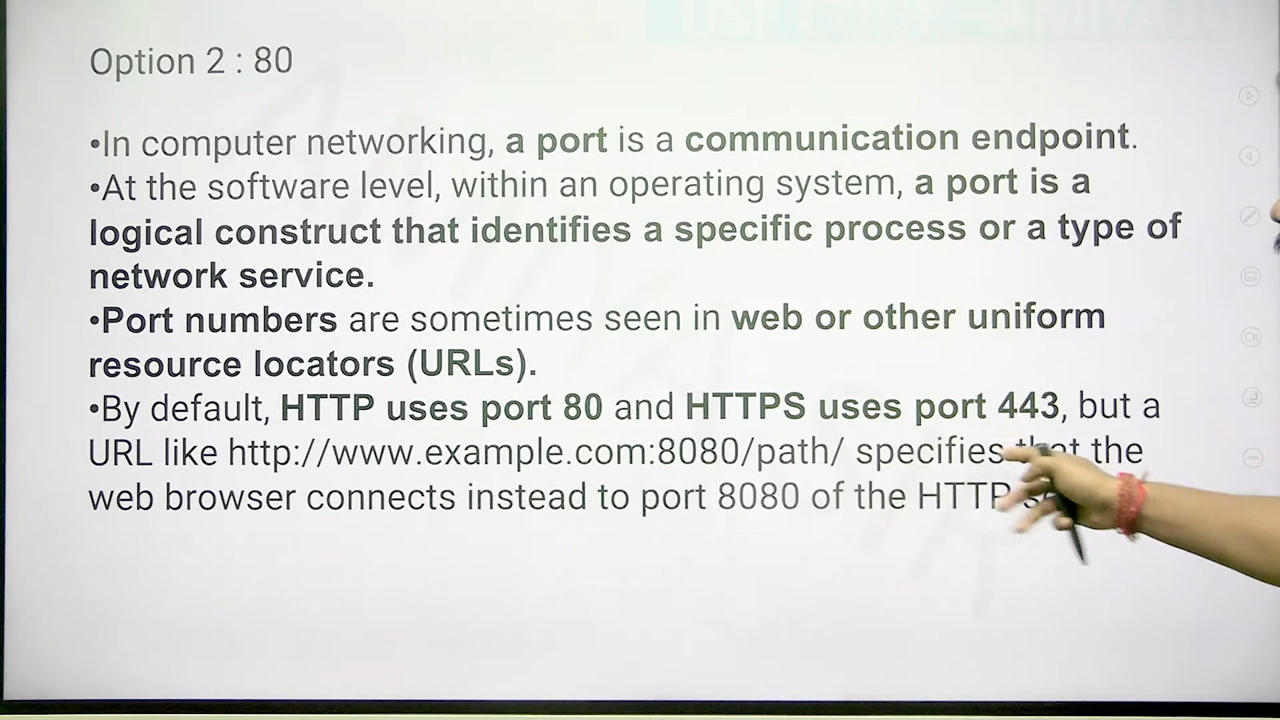 Option 2 : 80
•In computer networking, a port is a communication endpoint.
•At the software level, within an operating system, a port is a
logical construct that identifies a specific process or a type of
network service.
•Port numbers are sometimes seen in web or other uniform
resource locators (URLs).
•By default, HTTP uses port 80 and HTTPS uses port 443, but a
URL like http://www.example.com:8080/path/ specifies that the
web browser connects instead to port 8080 of the HTTP